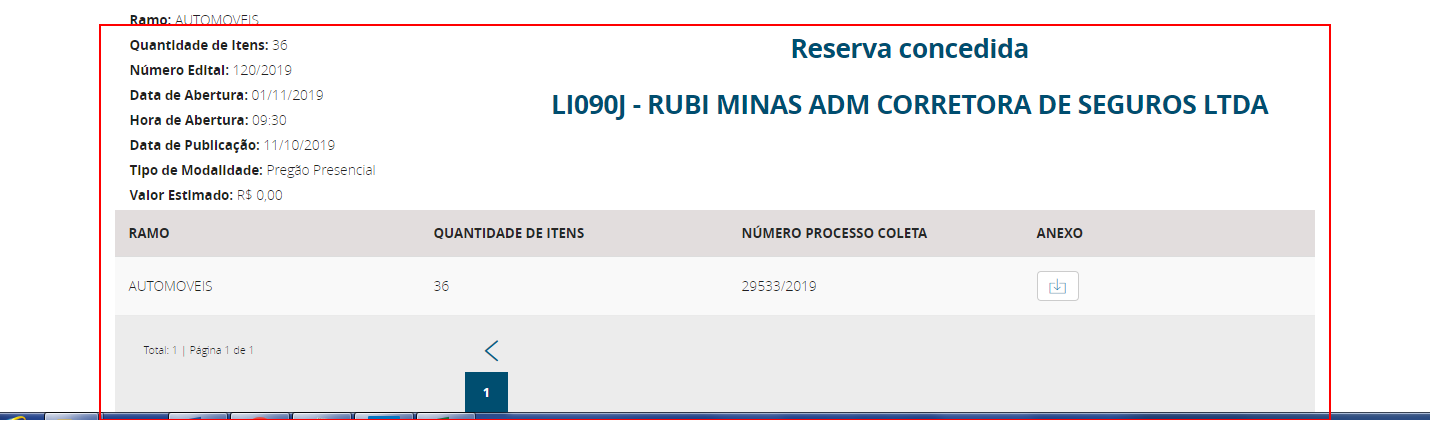 Ramo: AUTOMOVEIS
Quantidade de Itens: 36
Número Edital: 120/2019
Data de Abertura: 01/11/2019
Hora de Abertura: 09:30
Data de Publicação: 11/10/2019
Tipo de Modalidade: Pregão Presencial
Valor Estimado: R$ 0,00
Reserva concedida
LI090J - RUBI MINAS ADM CORRETORA DE SEGUROS LTDA
RAMO QUANTIDADE DE ITENS NÚMERO PROCESSO COLETA ANEXO
AUTOMOVEIS 36 29533/2019
Total: 1 | Página 1 de 1
1